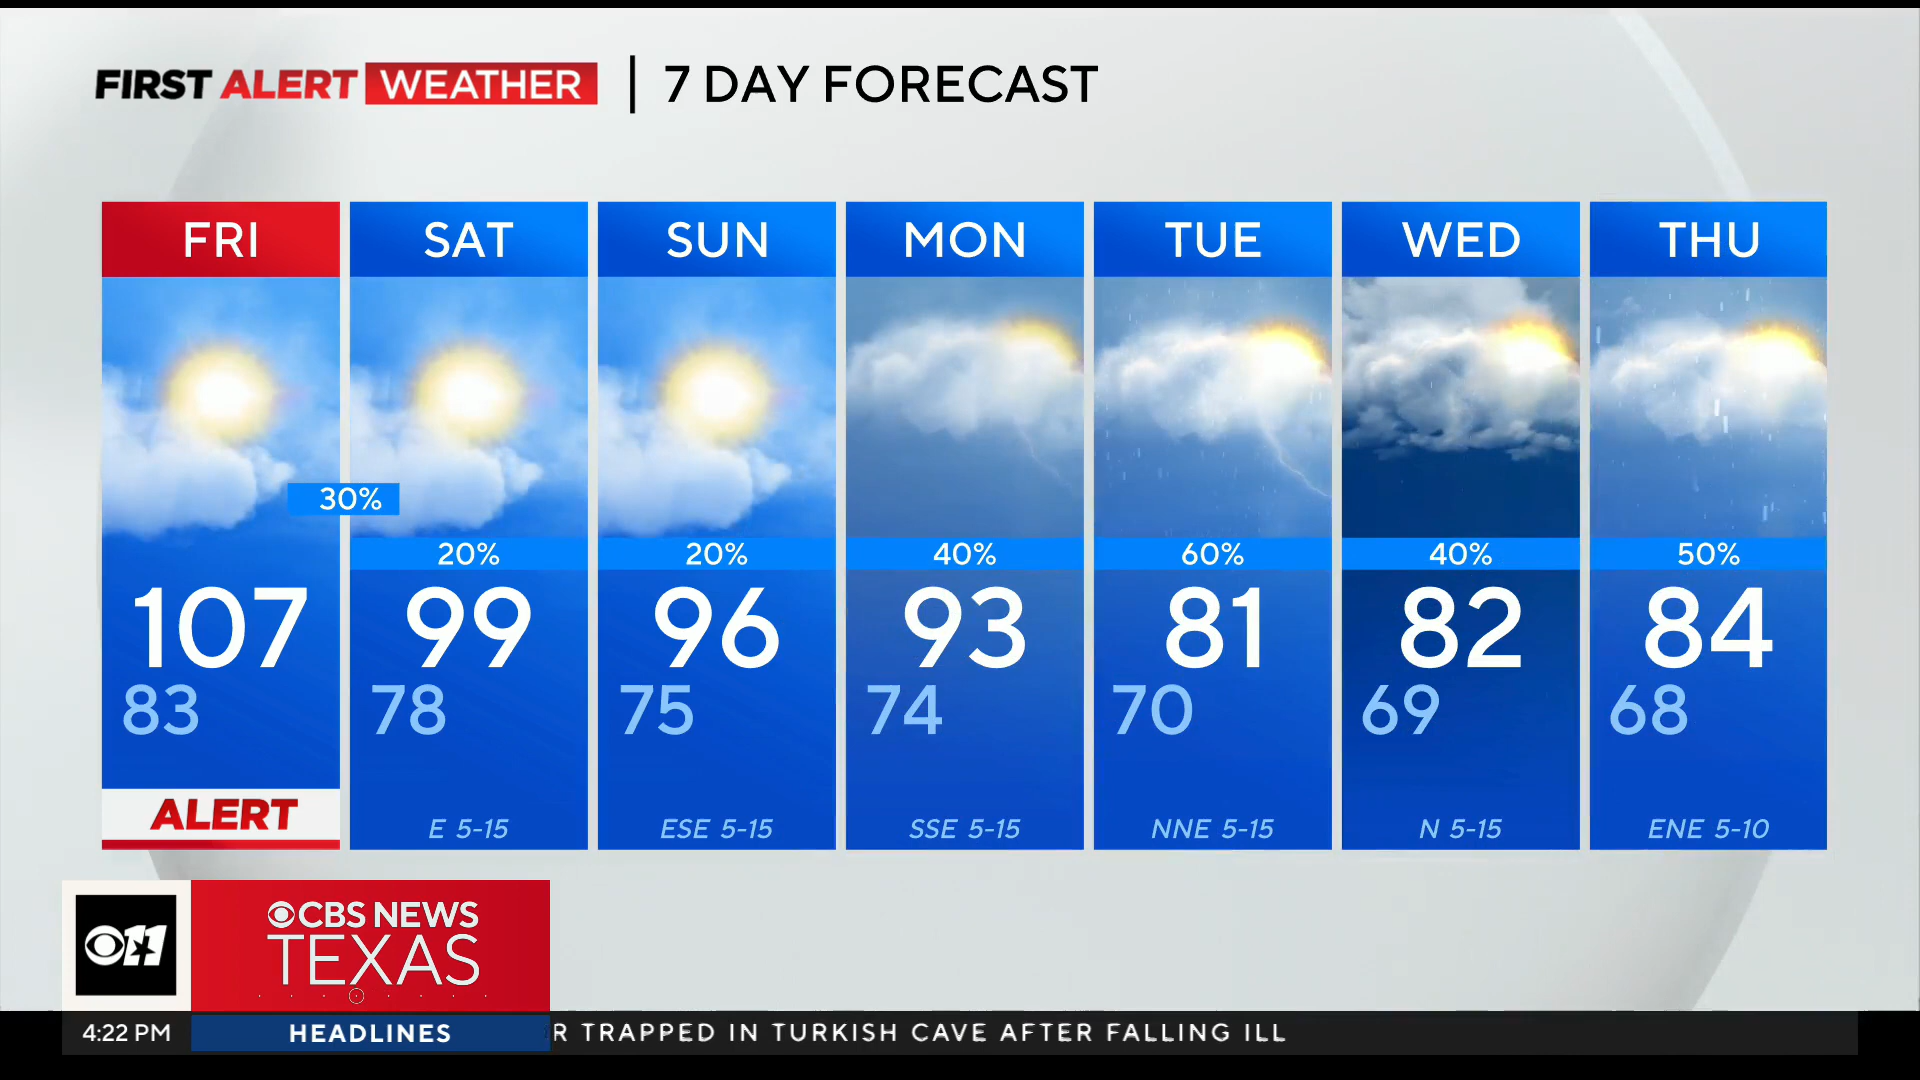 FIRST ALERT WEATHER | 7 DAY FORECAST
FRI SAT SUN MON TUE WED THU
30%
20% 20% 40% 60% 40% 50%
107 99 96 93 81 82 84
83 78 75 74 70 69 68
ALERT
E 5-15 ESE 5-15 SSE 5-15 NNE 5-15 N 5-15 ENE 5-10
11
CBS NEWS
TEXAS
4:22 PM HEADLINES R TRAPPED IN TURKISH CAVE AFTER FALLING ILL